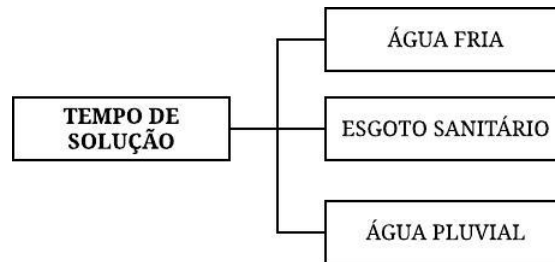 ÁGUA FRIA
TEMPO DE
SOLUÇÃO
ESGOTO SANITÁRIO
ÁGUA PLUVIAL